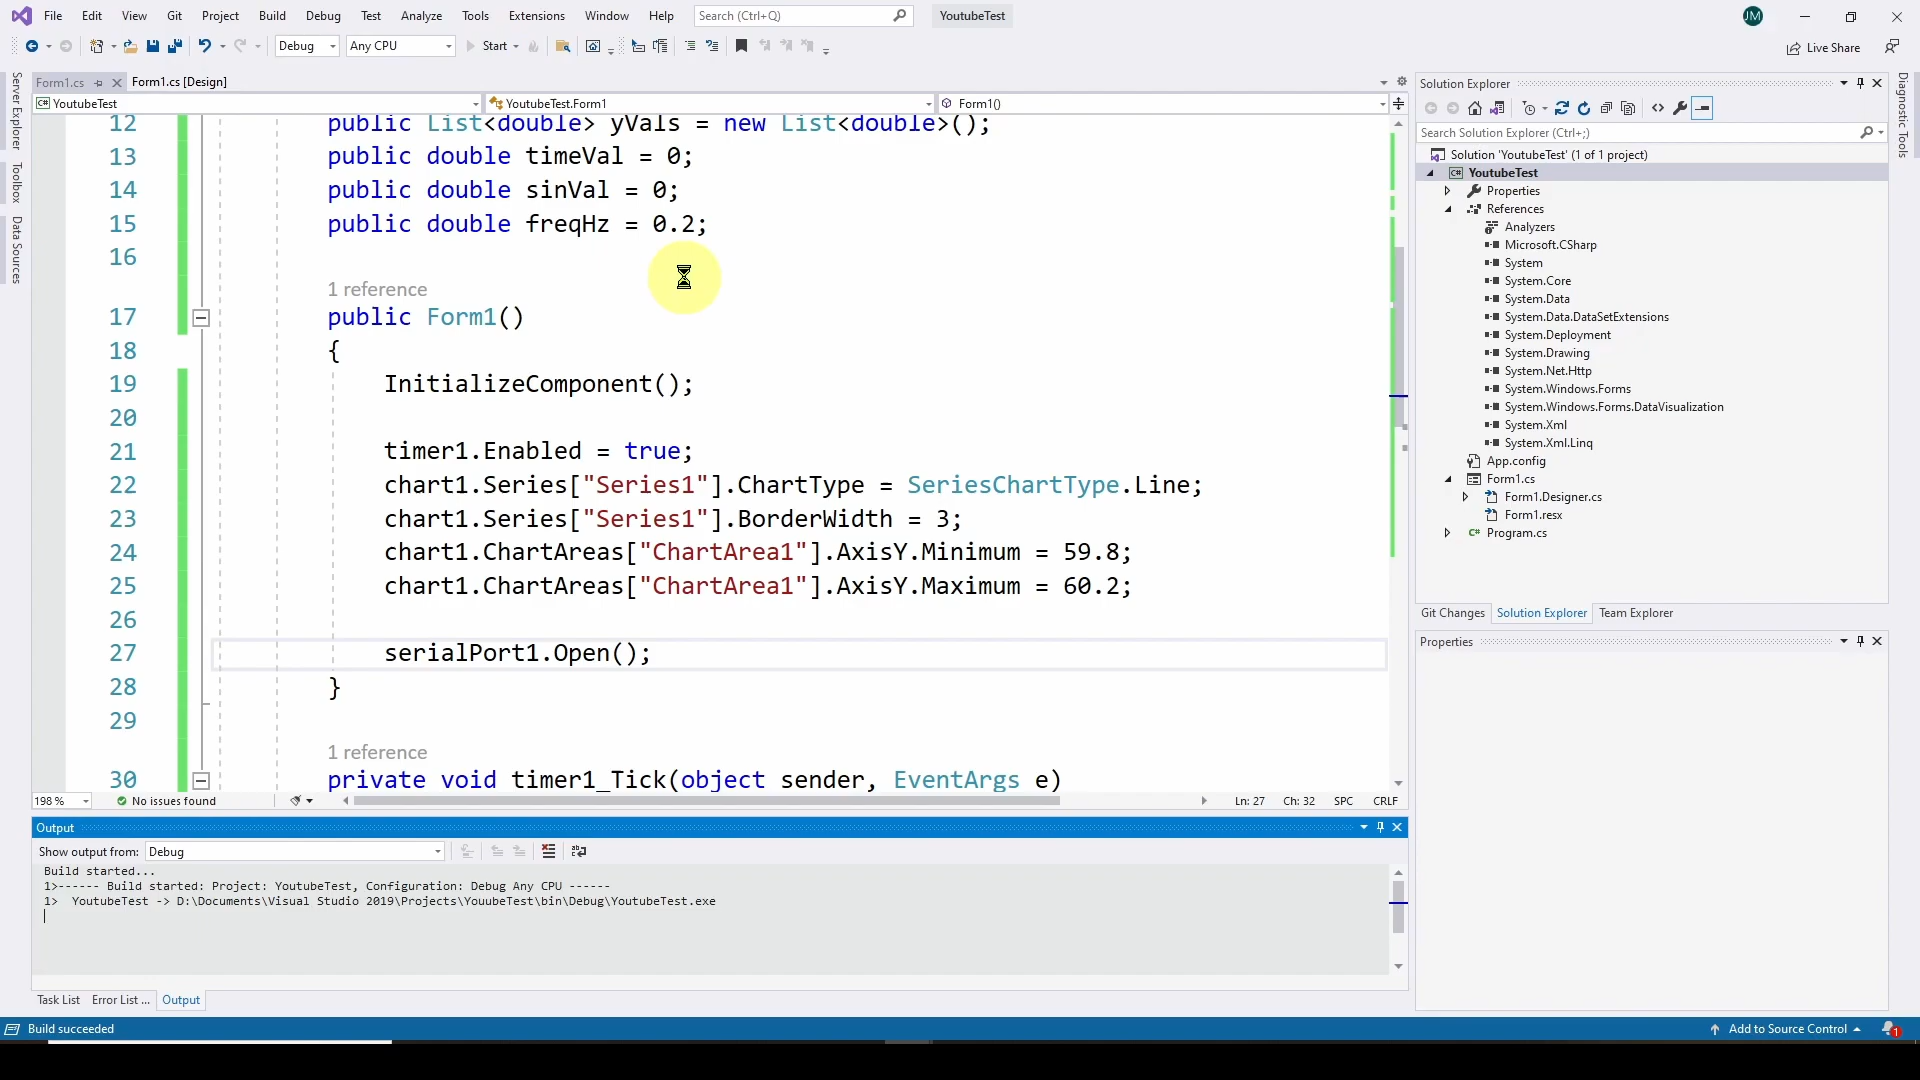 File Edit View Git Project Build Debug Test Analyze Tools Extensions Window Help Search (Ctrl+Q) YoutubeTest JM
Debug Any CPU Start Live Share
Server Explorer
Toolbox
Data Sources
Form1.cs Form1.cs [Design]
C# YoutubeTest YoutubeTest.Form1 Form1()
12 public List<double> yVals = new List<double>();
13 public double timeVal = 0;
14 public double sinVal = 0;
15 public double freqHz = 0.2;
16
1 reference
17 public Form1()
18 {
19 InitializeComponent();
20
21 timer1.Enabled = true;
22 chart1.Series["Series1"].ChartType = SeriesChartType.Line;
23 chart1.Series["Series1"].BorderWidth = 3;
24 chart1.ChartAreas["ChartArea1"].AxisY.Minimum = 59.8;
25 chart1.ChartAreas["ChartArea1"].AxisY.Maximum = 60.2;
26
27 serialPort1.Open();
28 }
29
1 reference
30 private void timer1_Tick(object sender, EventArgs e)
198 % No issues found Ln: 27 Ch: 32 SPC CRLF
Output
Show output from: Debug
Build started...
1>------ Build started: Project: YoutubeTest, Configuration: Debug Any CPU ------
1> YoutubeTest -> D:\Documents\Visual Studio 2019\Projects\YouubeTest\bin\Debug\YoutubeTest.exe
Task List Error List ... Output
Build succeeded
Solution Explorer
Search Solution Explorer (Ctrl+;)
Solution 'YoutubeTest' (1 of 1 project)
C# YoutubeTest
Properties
References
Analyzers
Microsoft.CSharp
System
System.Core
System.Data
System.Data.DataSetExtensions
System.Deployment
System.Drawing
System.Net.Http
System.Windows.Forms
System.Windows.Forms.DataVisualization
System.Xml
System.Xml.Linq
App.config
Form1.cs
Form1.Designer.cs
Form1.resx
C# Program.cs
Git Changes Solution Explorer Team Explorer
Properties
Diagnostic Tools
Add to Source Control 1